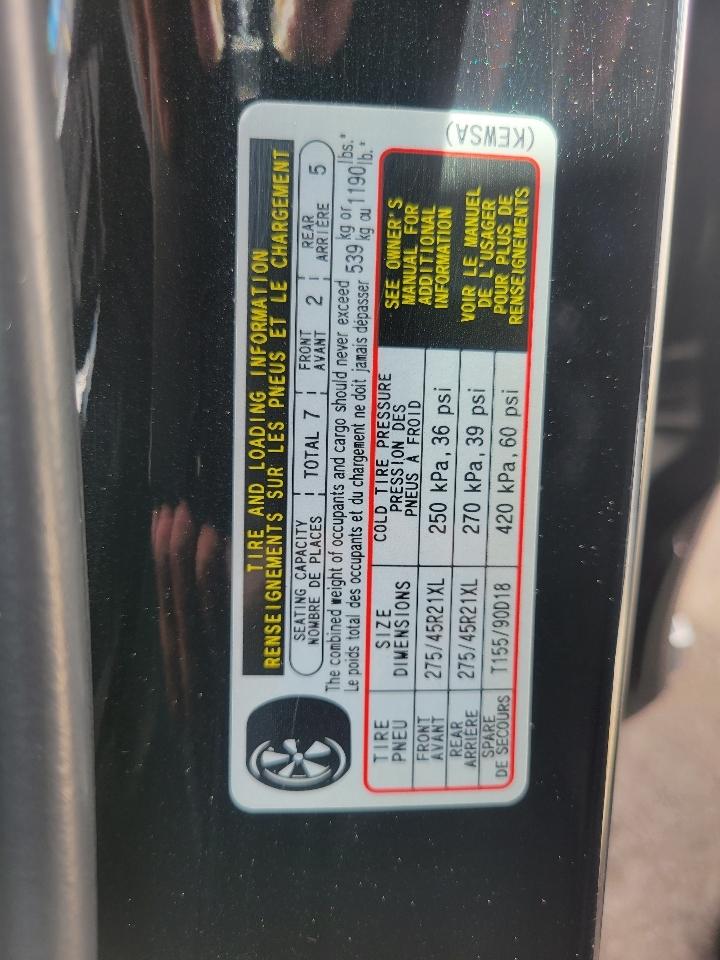 TIRE AND LOADING INFORMATION
RENSEIGNEMENTS SUR LES PNEUS ET LE CHARGEMENT
SEATING CAPACITY
NOMBRE DE PLACES
TOTAL 7
FRONT
AVANT
2
REAR
ARRIÈRE
5
The combined weight of occupants and cargo should never exceed
Le poids total des occupants et du chargement ne doit jamais dépasser
539 kg or
kg ou
1190 lbs.*
lb.*
TIRE
PNEU
SIZE
DIMENSIONS
COLD TIRE PRESSURE
PRESSION DES
PNEUS À FROID
FRONT
AVANT
275/45R21XL
250 kPa, 36 psi
REAR
ARRIÈRE
275/45R21XL
270 kPa, 39 psi
SPARE
DE SECOURS
T155/90D18
420 kPa, 60 psi
SEE OWNER'S
MANUAL FOR
ADDITIONAL
INFORMATION
VOIR LE MANUEL
DE L'USAGER
POUR PLUS DE
RENSEIGNEMENTS
(KEWSA)